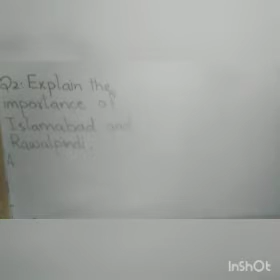 Q2. Explain the
importance of
Islamabad and
Rawalpindi.
A
InShOt